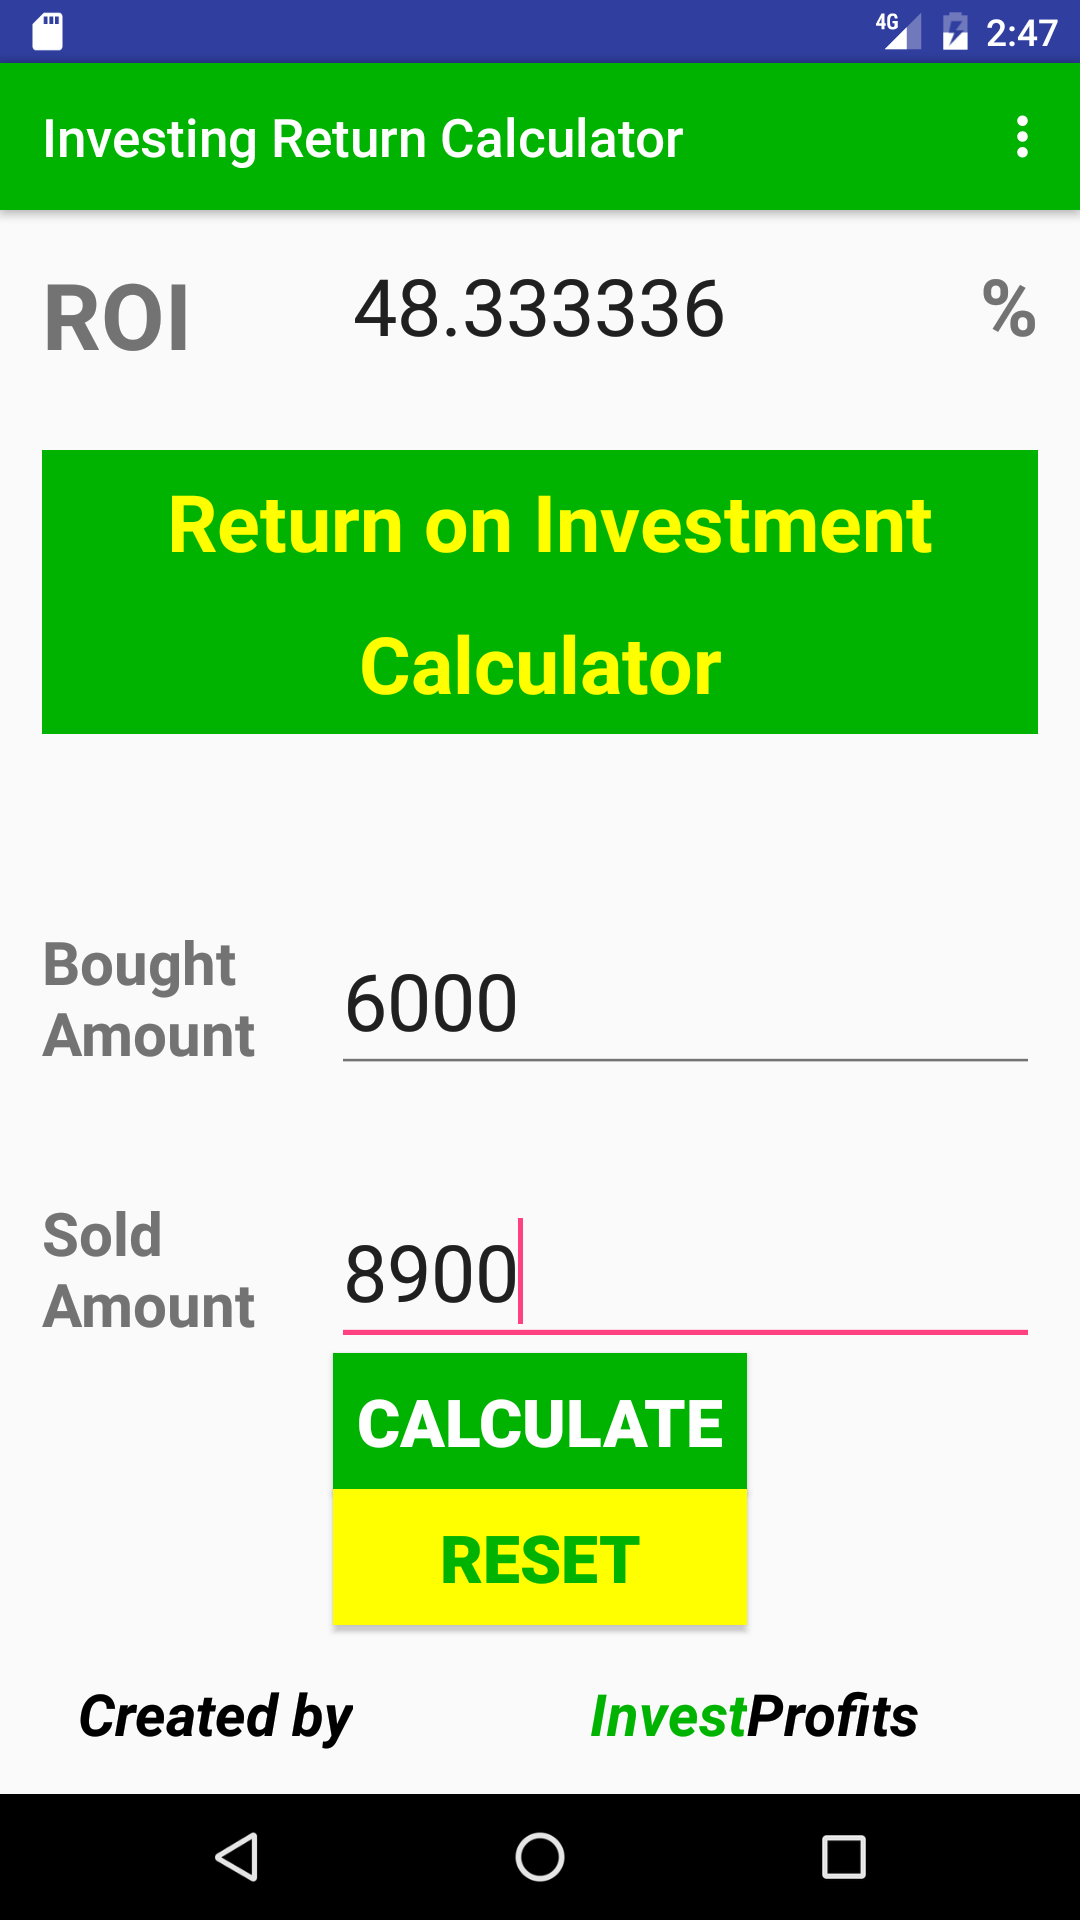 4G 2:47
Investing Return Calculator
ROI 48.333336 %
Return on Investment
Calculator
Bought
Amount
6000
Sold
Amount
8900
CALCULATE
RESET
Created by InvestProfits